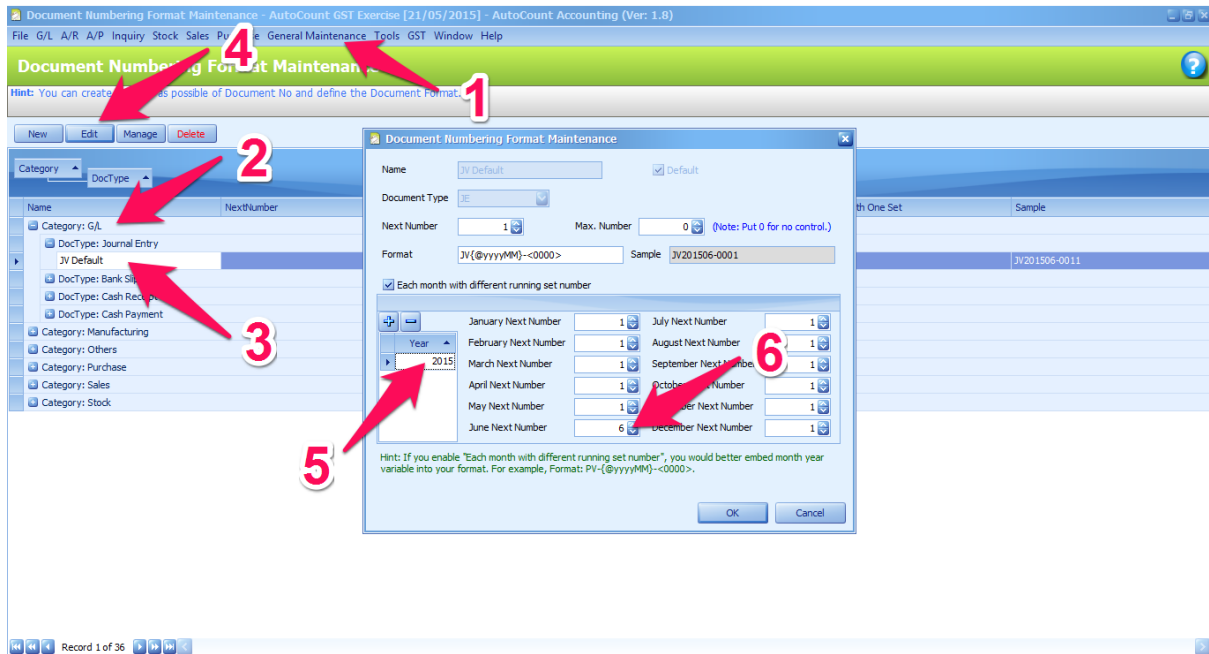 Document Numbering Format Maintenance - AutoCount GST Exercise [21/05/2015] - AutoCount Accounting (Ver: 1.8)
File G/L A/R A/P Inquiry Stock Sales General Maintenance Tools GST Window Help
4
Document Numbering Format
1
Hint: You can create as possible of Document No and define the Document Format.
New Edit Manage Delete
2
Category
DocType
Name NextNumber th One Set Sample
Category: G/L
DocType: Journal Entry
JV Default JV201506-0011
DocType: Bank
DocType: Cash
DocType: Cash Payment
3
Category: Manufacturing
Category: Others
Category: Purchase
Category: Sales
Category: Stock
Document Numbering Format Maintenance
Name JV Default Default
Document Type JE
Next Number 1 Max. Number 0 (Note: Put 0 for no control.)
Format JV{@yyyyMM}-<0000> Sample JV201506-0001
Each month with different running set number
January Next Number 1 July Next Number 1
Year February Next Number 1 August Next Number 1
2015 March Next Number 1 September Next Number 1
6
April Next Number 1 October Next Number 1
May Next Number 1 Next Number 1
June Next Number 6 December Next Number 1
5
Hint: If you enable "Each month with different running set number", you would better embed month year
variable into your format. For example, Format: PV-{@yyyyMM}-<0000>.
OK Cancel
Record 1 of 36